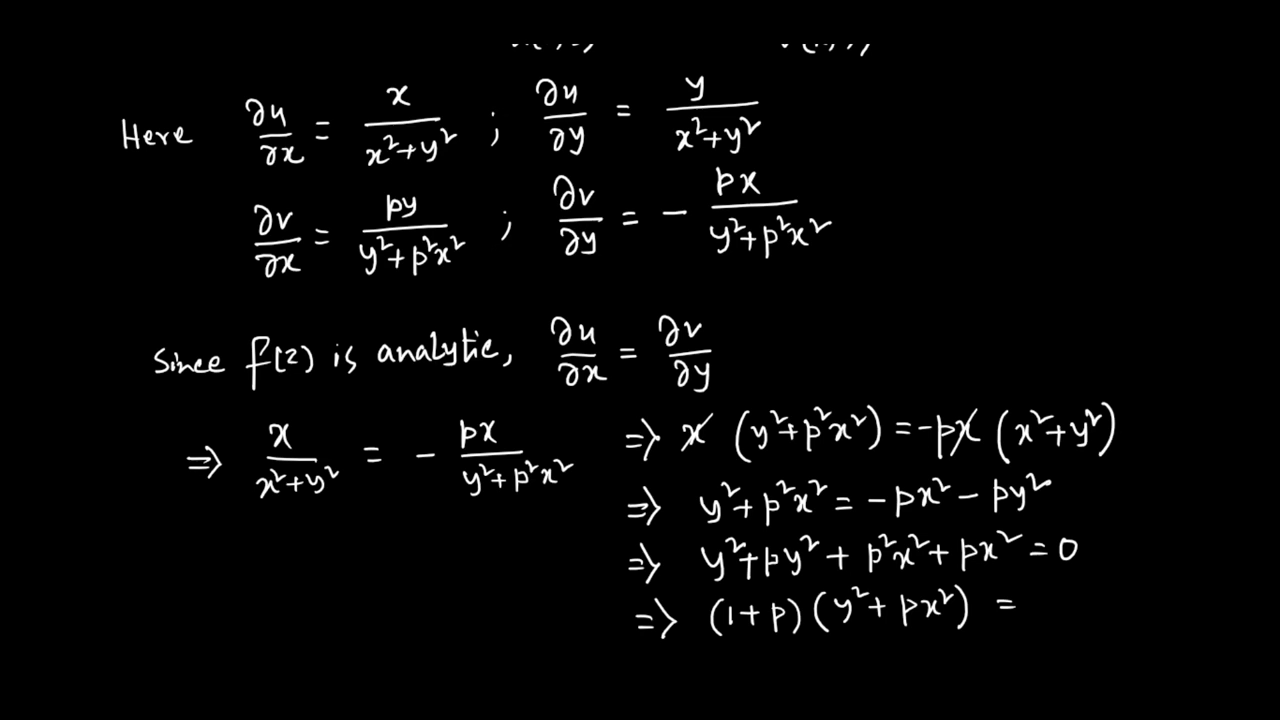 Here ∂u/∂x = x/(x²+y²) ; ∂u/∂y = y/(x²+y²)
∂v/∂x = py/(y²+p²x²) ; ∂v/∂y = - px/(y²+p²x²)
Since f(z) is analytic, ∂u/∂x = ∂v/∂y
⇒ x/(x²+y²) = - px/(y²+p²x²) ⇒ x (y²+p²x²) = -px (x²+y²)
⇒ y²+p²x² = -px² - py²
⇒ y²+py²+p²x²+px² = 0
⇒ (1+p)(y²+px²) =